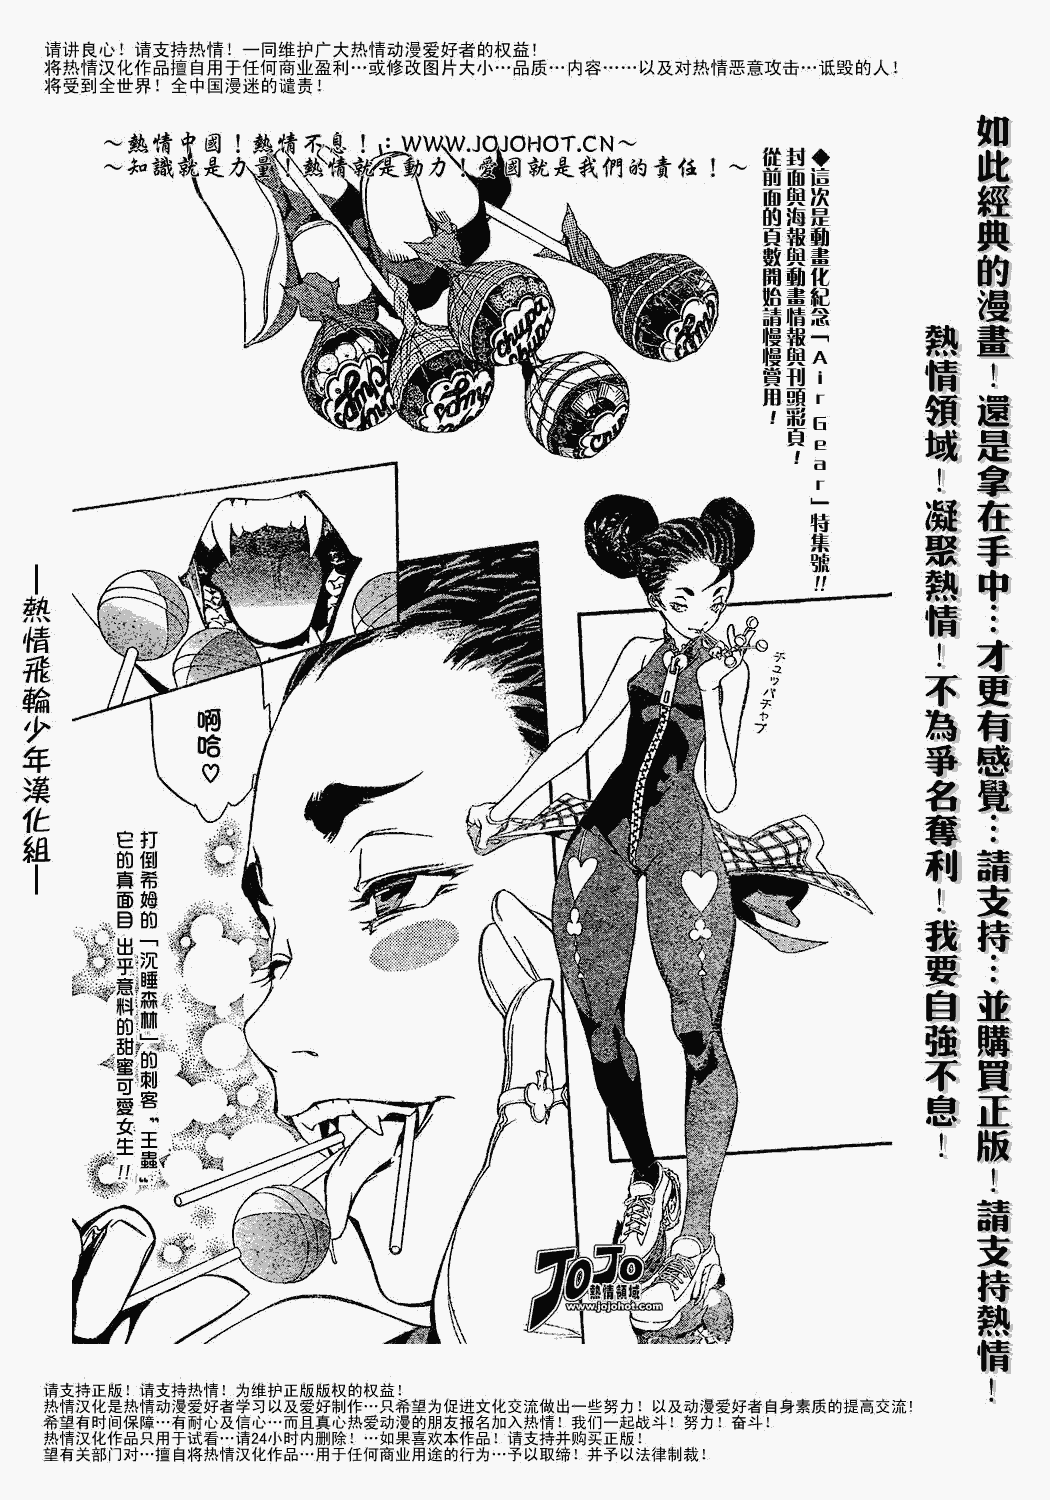 请讲良心！请支持热情！一同维护广大热情动漫爱好者的权益！
将热情汉化作品擅自用于任何商业盈利…或修改图片大小…品质…内容……以及对热情恶意攻击…诋毁的人！
将受到全世界！全中国漫迷的谴责！
～熱情中國！熱情不息！：WWW.JOJOHOT.CN～
～知識就是力量！熱情就是動力！愛國就是我們的責任！～
如此經典的漫畫！還是拿在手中…才更有感覺…請支持…並購買正版！請支持熱情！
熱情領域！凝聚熱情！不為爭名奪利！我要自強不息！
◆這次是動畫化紀念「Air Gear」特集號!!
封面與海報與動畫情報與刊頭彩頁！
從前面的頁數開始請慢慢賞用！
chupa
chupa
チュッパチャプ
啊哈♡
打倒希姆的「沉睡森林」的刺客〝王蟲〞
它的真面目 出乎意料的甜蜜可愛女生!!
—熱情飛輪少年漢化組—
JoJo
熱情領域
www.jojohot.com
请支持正版！请支持热情！为维护正版版权的权益！
热情汉化是热情动漫爱好者学习以及爱好制作…只希望为促进文化交流做出一些努力！以及动漫爱好者自身素质的提高交流！
希望有时间保障…有耐心及信心…而且真心热爱动漫的朋友报名加入热情！我们一起战斗！努力！奋斗！
热情汉化作品只用于试看…请24小时内删除！…如果喜欢本作品！请支持并购买正版！
望有关部门对…擅自将热情汉化作品…用于任何商业用途的行为…予以取缔！并予以法律制裁！